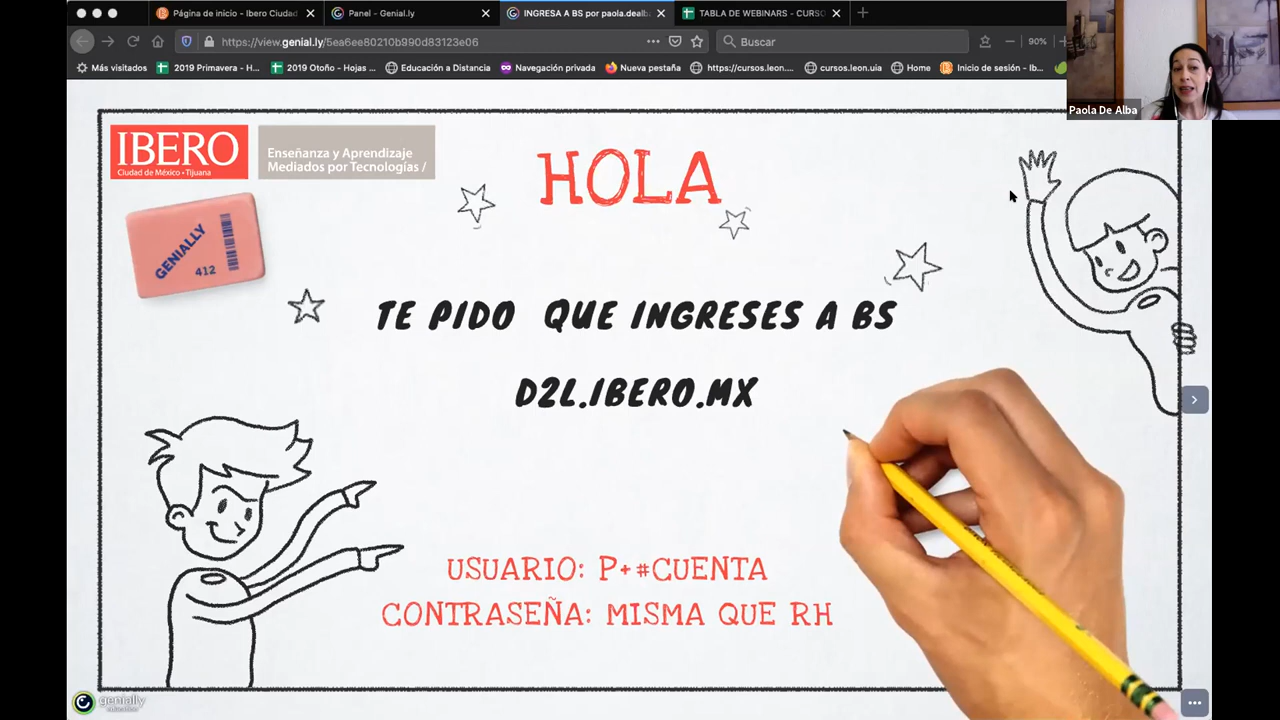 Página de inicio - Ibero Ciudad
Panel - Genial.ly
INGRESA A BS por paola.dealba
TABLA DE WEBINARS - CURSO
https://view.genial.ly/5ea6ee80210b990d83123e06
Buscar
90%
Más visitados
2019 Primavera - H...
2019 Otoño - Hojas ...
Educación a Distancia
Navegación privada
Nueva pestaña
https://cursos.leon....
cursos.leon.uia
Home
Inicio de sesión - Ib...
Paola De Alba
IBERO
Ciudad de México • Tijuana
Enseñanza y Aprendizaje
Mediados por Tecnologías /
HOLA
GENIALLY
412
TE PIDO QUE INGRESES A BS
D2L.IBERO.MX
USUARIO: P+#CUENTA
CONTRASEÑA: MISMA QUE RH
genially
education